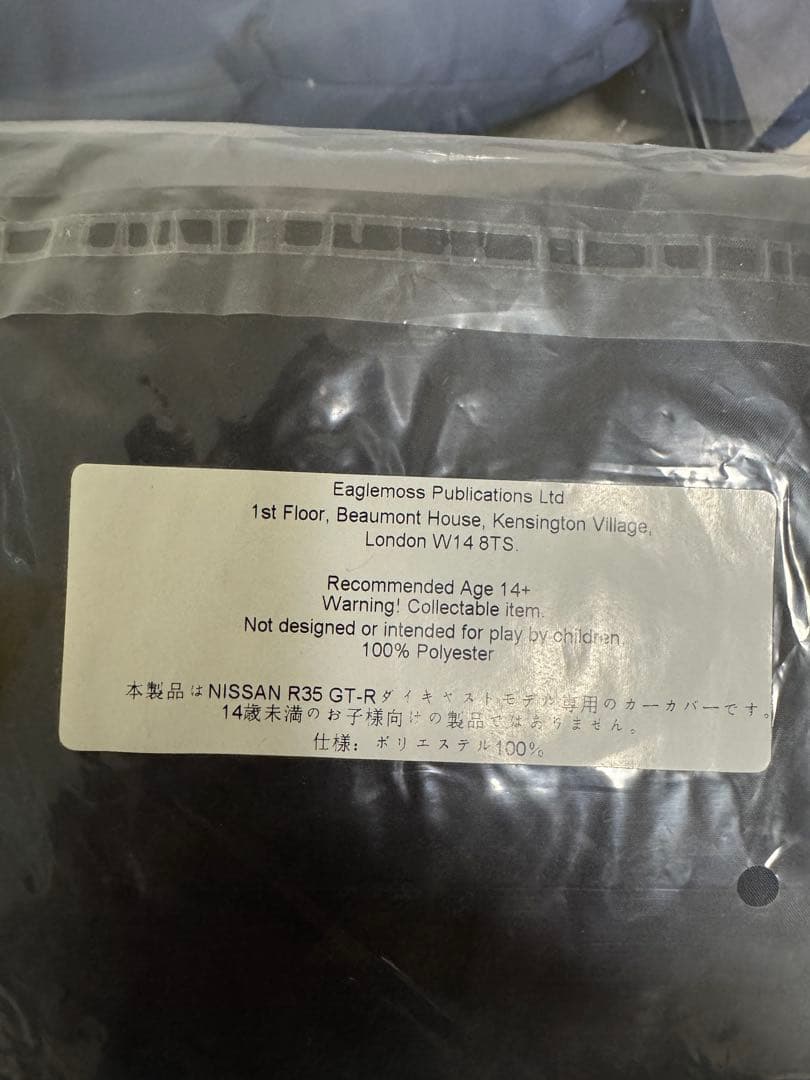 Eaglemoss Publications Ltd
1st Floor, Beaumont House, Kensington Village,
London W14 8TS.
Recommended Age 14+
Warning! Collectable item.
Not designed or intended for play by children.
100% Polyester
本製品はNISSAN R35 GT-Rダイキャストモデル専用のカーカバーです。
14歳未満のお子様向けの製品ではありません。
仕様: ポリエステル100%